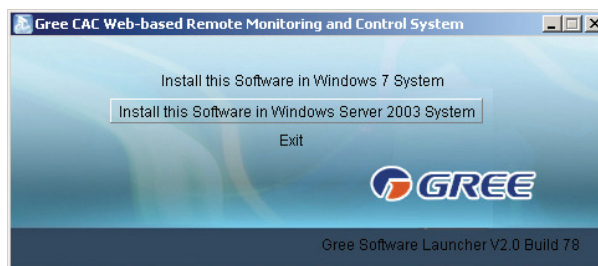 Gree CAC Web-based Remote Monitoring and Control System
Install this Software in Windows 7 System
Install this Software in Windows Server 2003 System
Exit
GREE
Gree Software Launcher V2.0 Build 78